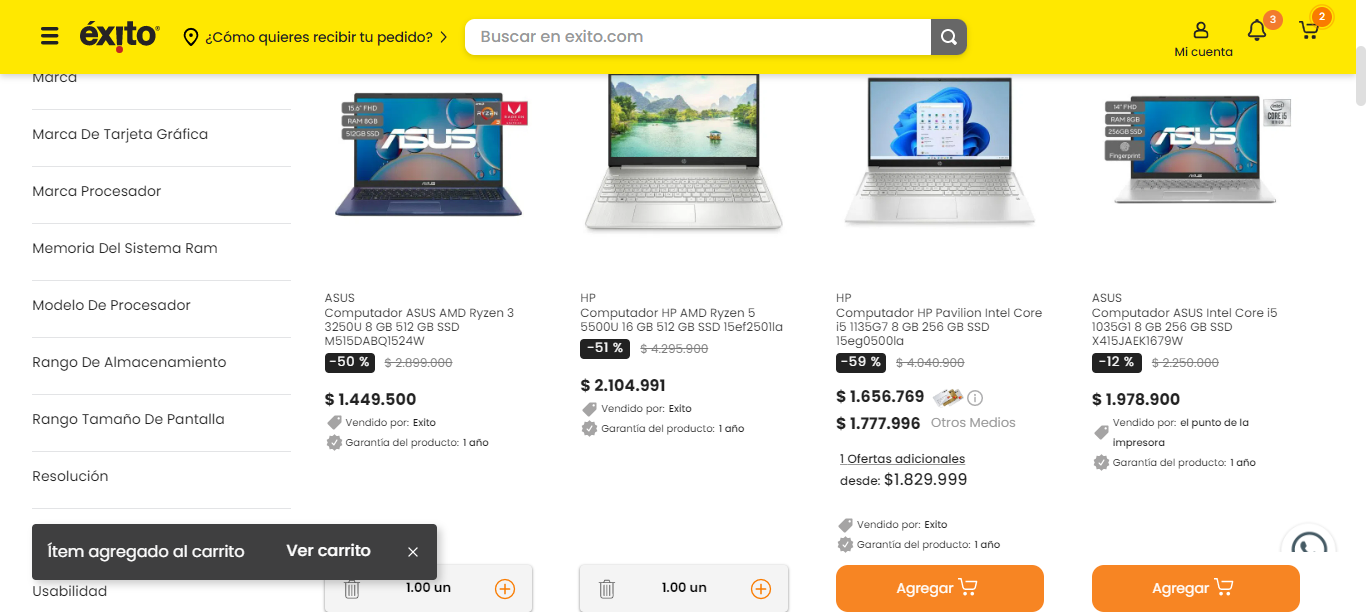 éxito
¿Cómo quieres recibir tu pedido?
Buscar en exito.com
Mi cuenta
3
2
Marca
Marca De Tarjeta Gráfica
Marca Procesador
Memoria Del Sistema Ram
Modelo De Procesador
Rango De Almacenamiento
Rango Tamaño De Pantalla
Resolución
Usabilidad
15.6" FHD
RAM 8GB
512GB SSD
ASUS
AMD
RYZEN
3
ASUS
Computador ASUS AMD Ryzen 3
3250U 8 GB 512 GB SSD
M515DABQ1524W
-50 % $ 2.899.000
$ 1.449.500
Vendido por: Exito
Garantía del producto: 1 año
1.00 un
HP
Computador HP AMD Ryzen 5
5500U 16 GB 512 GB SSD 15ef2501la
-51 % $ 4.295.900
$ 2.104.991
Vendido por: Exito
Garantía del producto: 1 año
1.00 un
HP
Computador HP Pavilion Intel Core
i5 1135G7 8 GB 256 GB SSD
15eg0500la
-59 % $ 4.040.900
$ 1.656.769
$ 1.777.996 Otros Medios
1 Ofertas adicionales
desde: $1.829.999
Vendido por: Exito
Garantía del producto: 1 año
Agregar
14" FHD
RAM 8GB
256GB SSD
Fingerprint
ASUS
intel
CORE i5
ASUS
Computador ASUS Intel Core i5
1035G1 8 GB 256 GB SSD
X415JAEK1679W
-12 % $ 2.250.000
$ 1.978.900
Vendido por: el punto de la
impresora
Garantía del producto: 1 año
Agregar
Ítem agregado al carrito Ver carrito